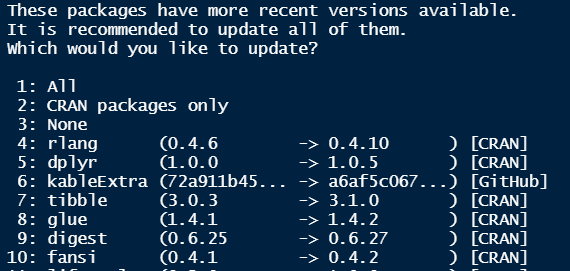 These packages have more recent versions available.
It is recommended to update all of them.
Which would you like to update?
1: All
2: CRAN packages only
3: None
4: rlang (0.4.6 -> 0.4.10 ) [CRAN]
5: dplyr (1.0.0 -> 1.0.5 ) [CRAN]
6: kableExtra (72a911b45... -> a6af5c067...) [GitHub]
7: tibble (3.0.3 -> 3.1.0 ) [CRAN]
8: glue (1.4.1 -> 1.4.2 ) [CRAN]
9: digest (0.6.25 -> 0.6.27 ) [CRAN]
10: fansi (0.4.1 -> 0.4.2 ) [CRAN]